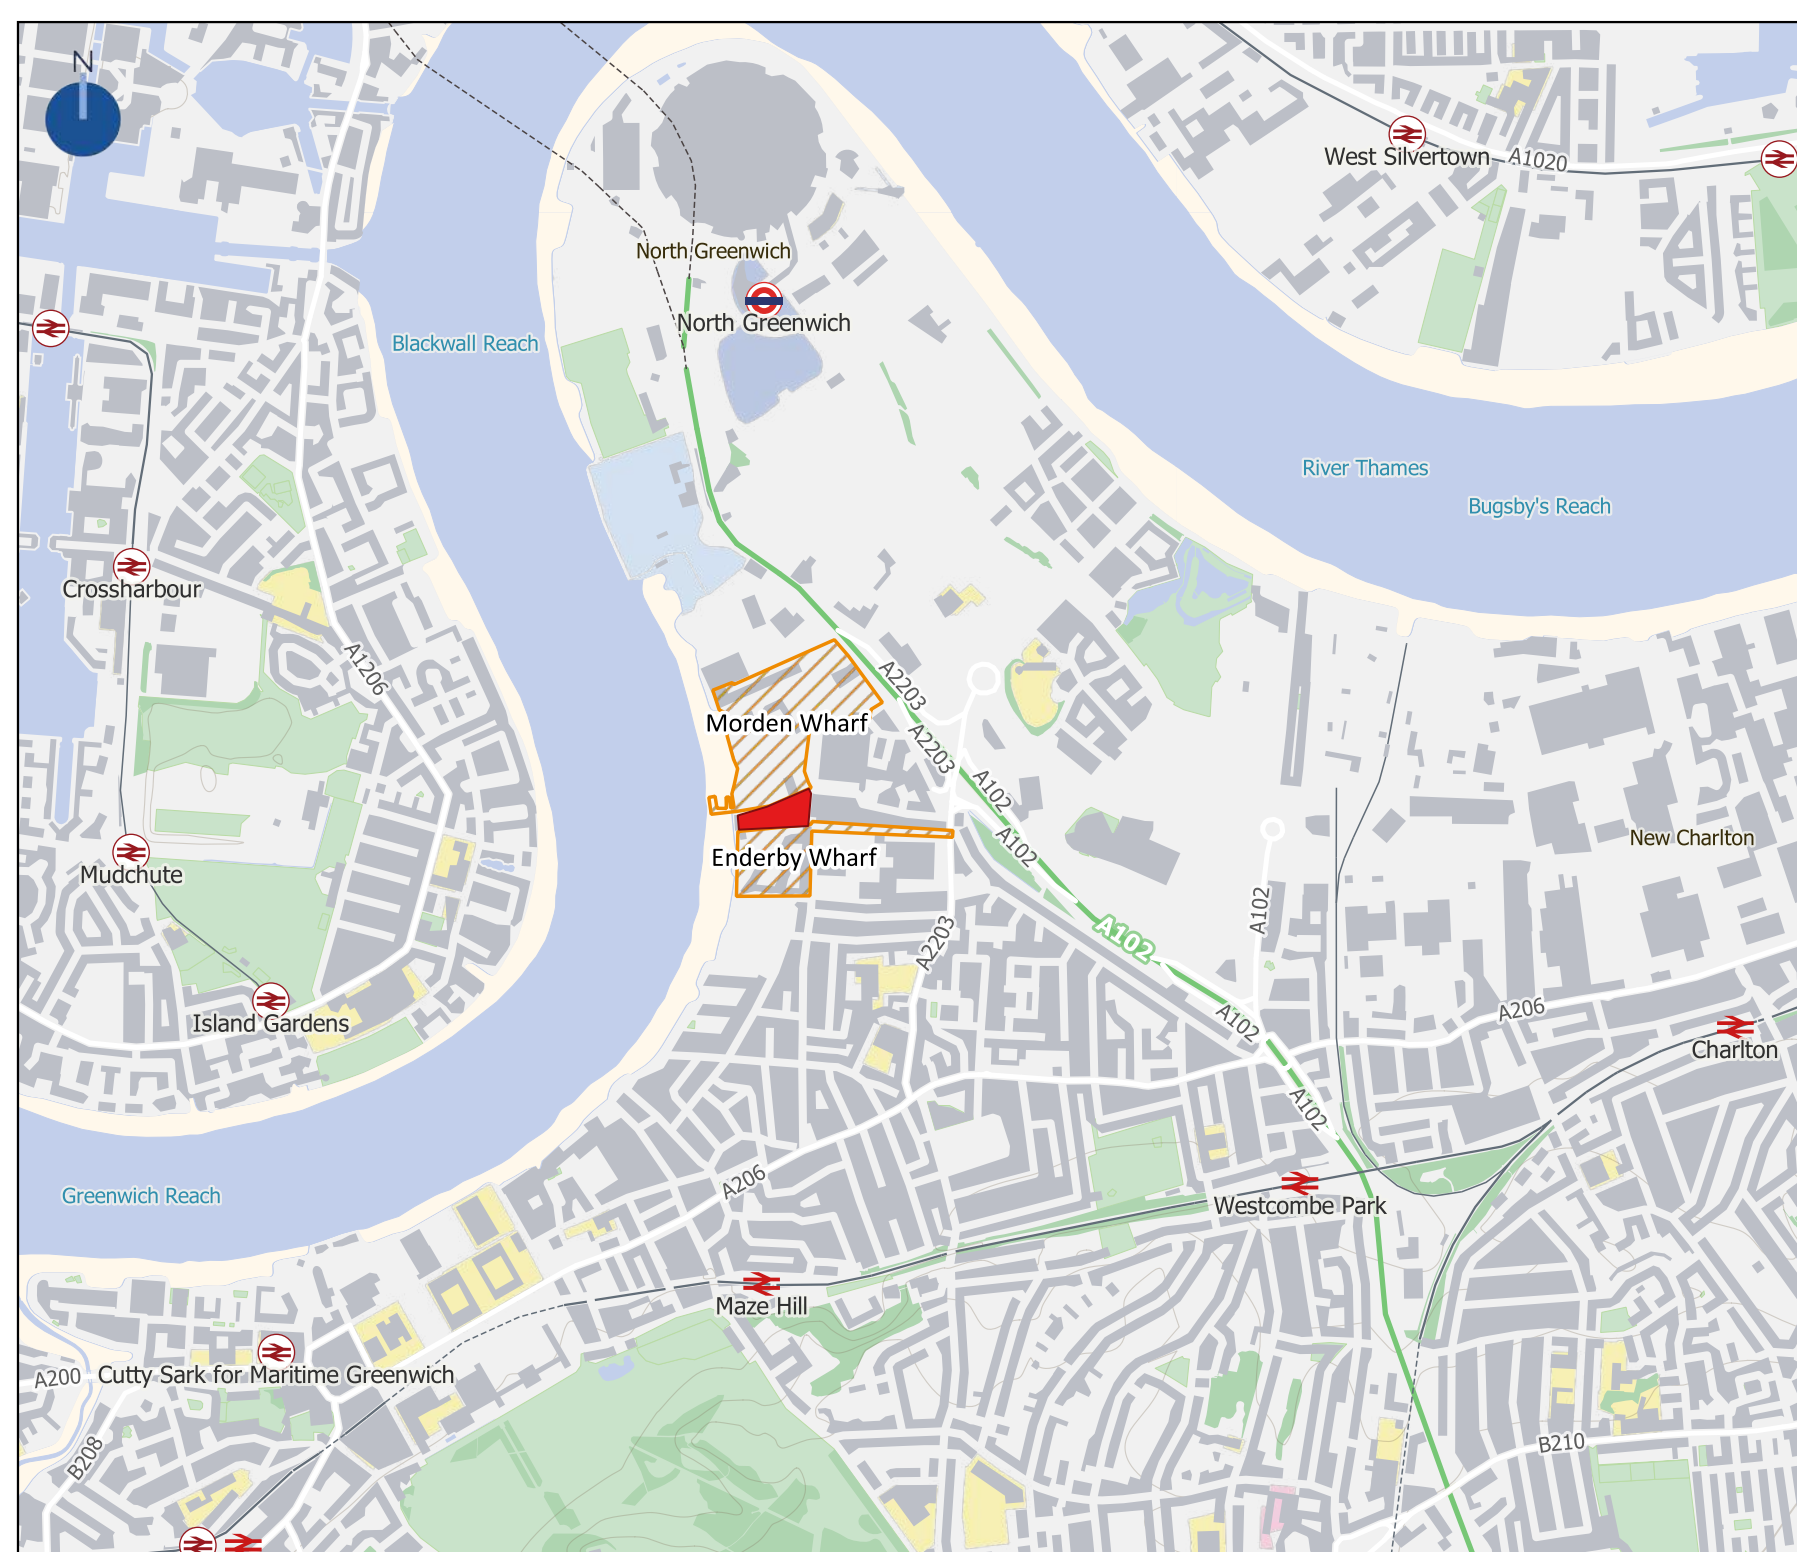 N
West Silvertown
A1020
North Greenwich
North Greenwich
Blackwall Reach
River Thames
Bugsby's Reach
Crossharbour
A1206
A2203
Morden Wharf
A2203
A102
A102
Enderby Wharf
New Charlton
Mudchute
A102
A2203
A102
Island Gardens
A102
A206
Charlton
A102
A206
Greenwich Reach
Westcombe Park
Maze Hill
A200
Cutty Sark for Maritime Greenwich
B208
B210